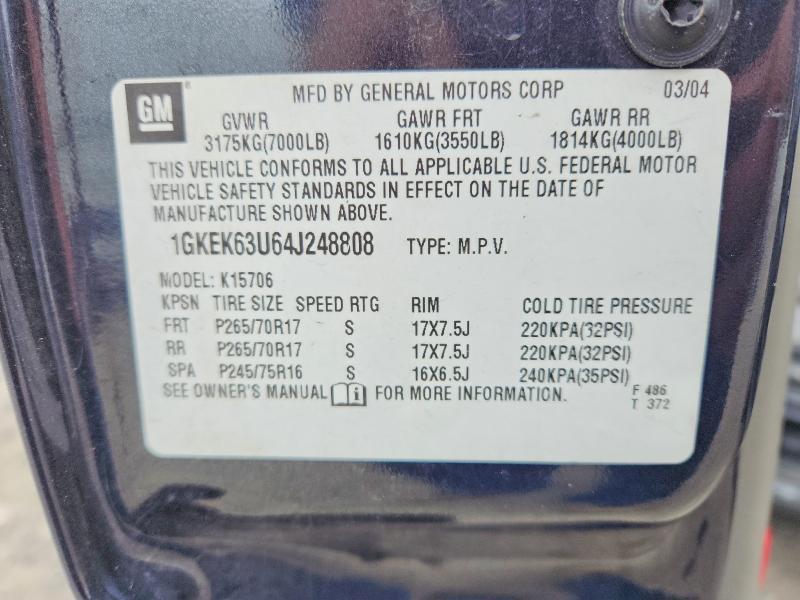 GM
MFD BY GENERAL MOTORS CORP 03/04
GVWR GAWR FRT GAWR RR
3175KG(7000LB) 1610KG(3550LB) 1814KG(4000LB)
THIS VEHICLE CONFORMS TO ALL APPLICABLE U.S. FEDERAL MOTOR
VEHICLE SAFETY STANDARDS IN EFFECT ON THE DATE OF
MANUFACTURE SHOWN ABOVE.
1GKEK63U64J248808 TYPE: M.P.V.
MODEL: K15706
KPSN TIRE SIZE SPEED RTG RIM COLD TIRE PRESSURE
FRT P265/70R17 S 17X7.5J 220KPA(32PSI)
RR P265/70R17 S 17X7.5J 220KPA(32PSI)
SPA P245/75R16 S 16X6.5J 240KPA(35PSI)
SEE OWNER'S MANUAL FOR MORE INFORMATION.
F 486
T 372